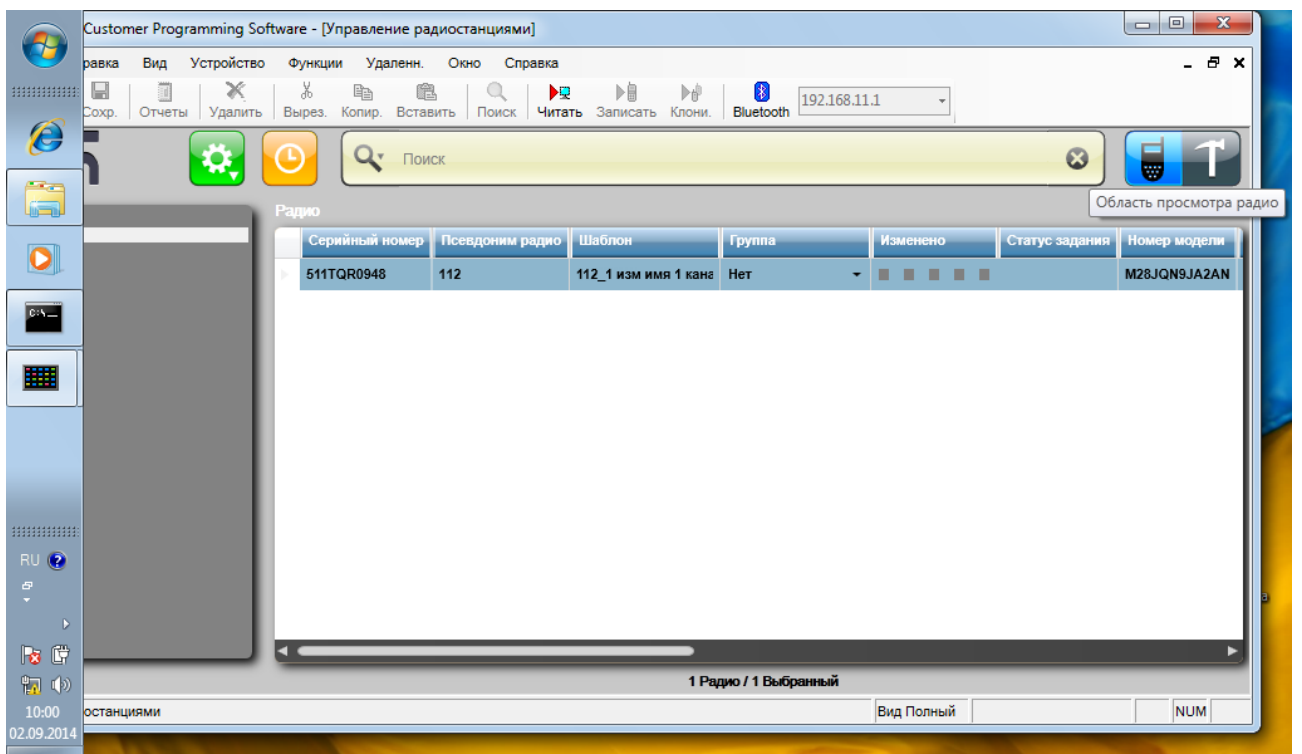 Customer Programming Software - [Управление радиостанциями]
равка Вид Устройство Функции Удаленн. Окно Справка
Сохр. Отчеты Удалить Вырез. Копир. Вставить Поиск Читать Записать Клони. Bluetooth 192.168.11.1
Поиск
Область просмотра радио
Радио
Серийный номер Псевдоним радио Шаблон Группа Изменено Статус задания Номер модели
511TQR0948 112 112_1 изм имя 1 кана Нет M28JQN9JA2AN
C:\
RU
1 Радио / 1 Выбранный
10:00
02.09.2014
останциями Вид Полный NUM